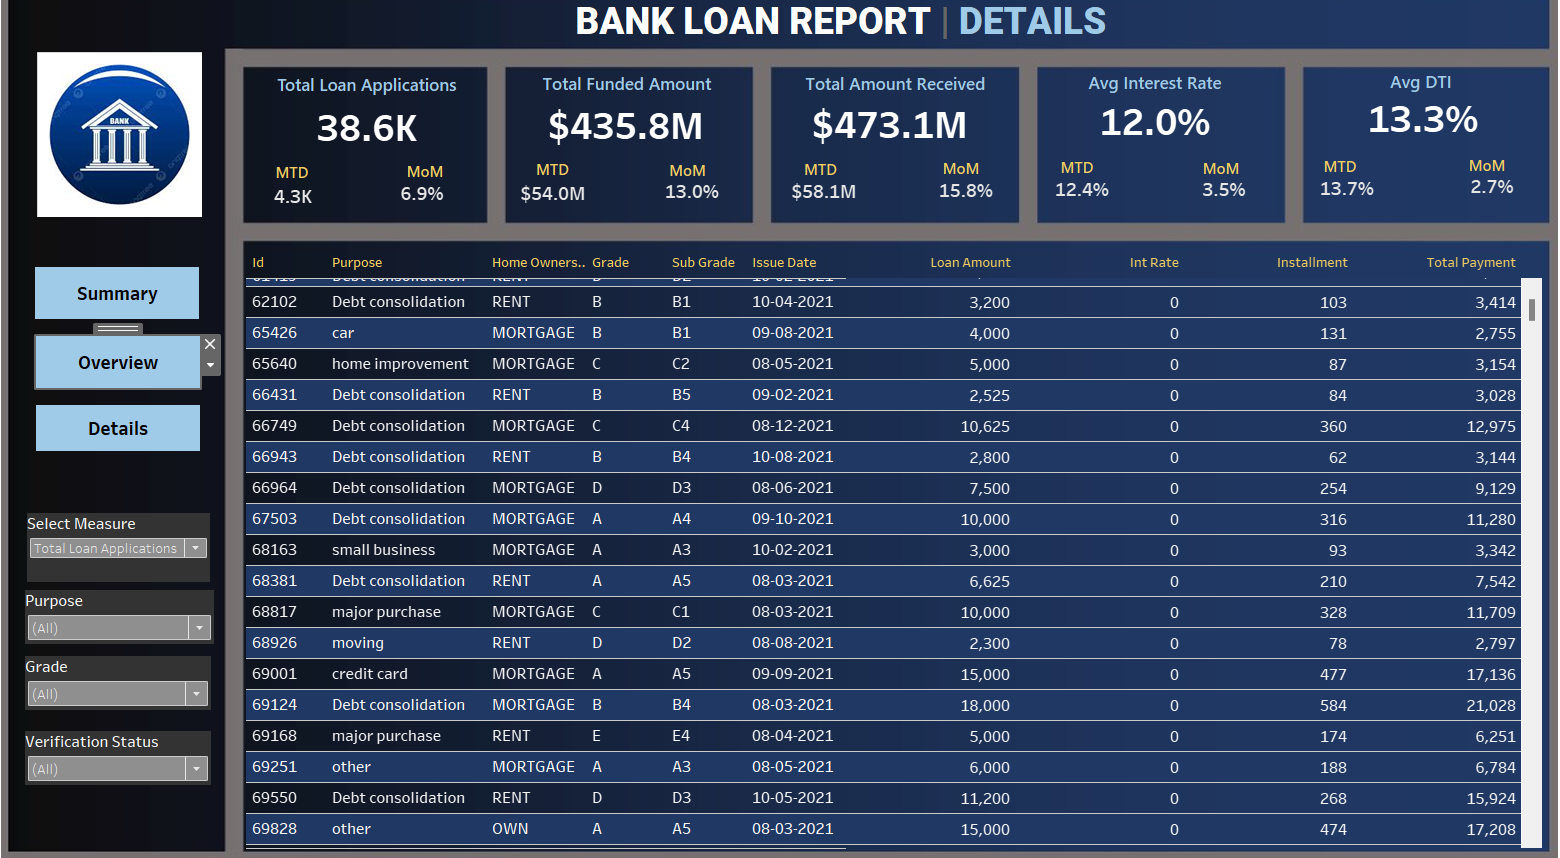 BANK LOAN REPORT | DETAILS
BANK
Total Loan Applications
38.6K
MTD MoM
4.3K 6.9%
Total Funded Amount
$435.8M
MTD MoM
$54.0M 13.0%
Total Amount Received
$473.1M
MTD MoM
$58.1M 15.8%
Avg Interest Rate
12.0%
MTD MoM
12.4% 3.5%
Avg DTI
13.3%
MTD MoM
13.7% 2.7%
Summary
Overview
Details
Select Measure
Total Loan Applications
Purpose
(All)
Grade
(All)
Verification Status
(All)
Id Purpose Home Owners.. Grade Sub Grade Issue Date Loan Amount Int Rate Installment Total Payment
62102 Debt consolidation RENT B B1 10-04-2021 3,200 0 103 3,414
65426 car MORTGAGE B B1 09-08-2021 4,000 0 131 2,755
65640 home improvement MORTGAGE C C2 08-05-2021 5,000 0 87 3,154
66431 Debt consolidation RENT B B5 09-02-2021 2,525 0 84 3,028
66749 Debt consolidation MORTGAGE C C4 08-12-2021 10,625 0 360 12,975
66943 Debt consolidation RENT B B4 10-08-2021 2,800 0 62 3,144
66964 Debt consolidation MORTGAGE D D3 08-06-2021 7,500 0 254 9,129
67503 Debt consolidation MORTGAGE A A4 09-10-2021 10,000 0 316 11,280
68163 small business MORTGAGE A A3 10-02-2021 3,000 0 93 3,342
68381 Debt consolidation RENT A A5 08-03-2021 6,625 0 210 7,542
68817 major purchase MORTGAGE C C1 08-03-2021 10,000 0 328 11,709
68926 moving RENT D D2 08-08-2021 2,300 0 78 2,797
69001 credit card MORTGAGE A A5 09-09-2021 15,000 0 477 17,136
69124 Debt consolidation MORTGAGE B B4 08-03-2021 18,000 0 584 21,028
69168 major purchase RENT E E4 08-04-2021 5,000 0 174 6,251
69251 other MORTGAGE A A3 08-05-2021 6,000 0 188 6,784
69550 Debt consolidation RENT D D3 10-05-2021 11,200 0 268 15,924
69828 other OWN A A5 08-03-2021 15,000 0 474 17,208